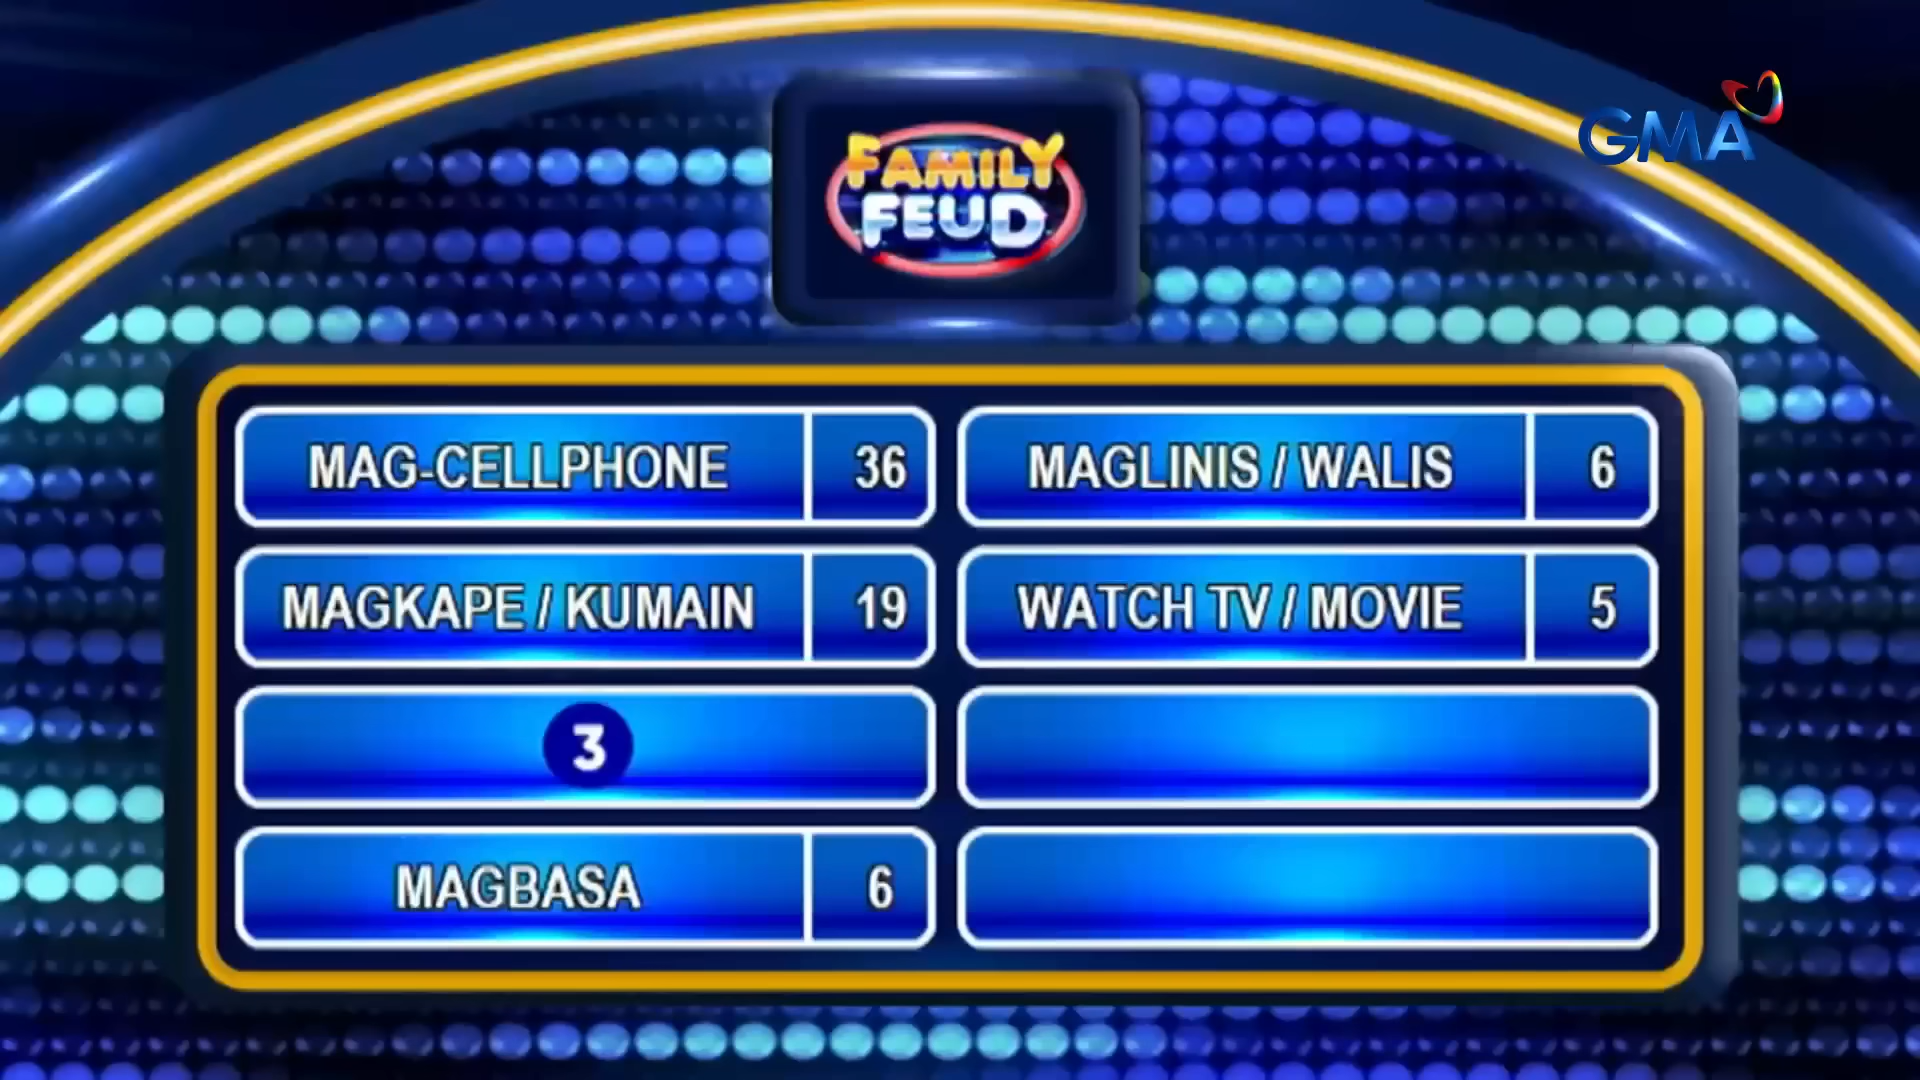 FAMILY
FEUD
GMA
MAG-CELLPHONE 36
MAGKAPE / KUMAIN 19
3
MAGBASA 6
MAGLINIS / WALIS 6
WATCH TV / MOVIE 5